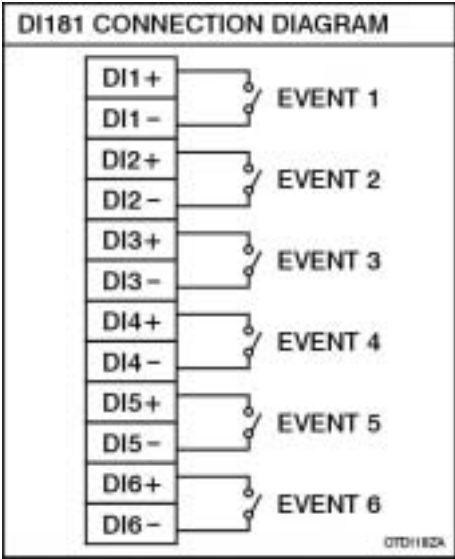 DI181 CONNECTION DIAGRAM
DI1+
EVENT 1
DI1-
DI2+
EVENT 2
DI2-
DI3+
EVENT 3
DI3-
DI4+
EVENT 4
DI4-
DI5+
EVENT 5
DI5-
DI6+
EVENT 6
DI6-